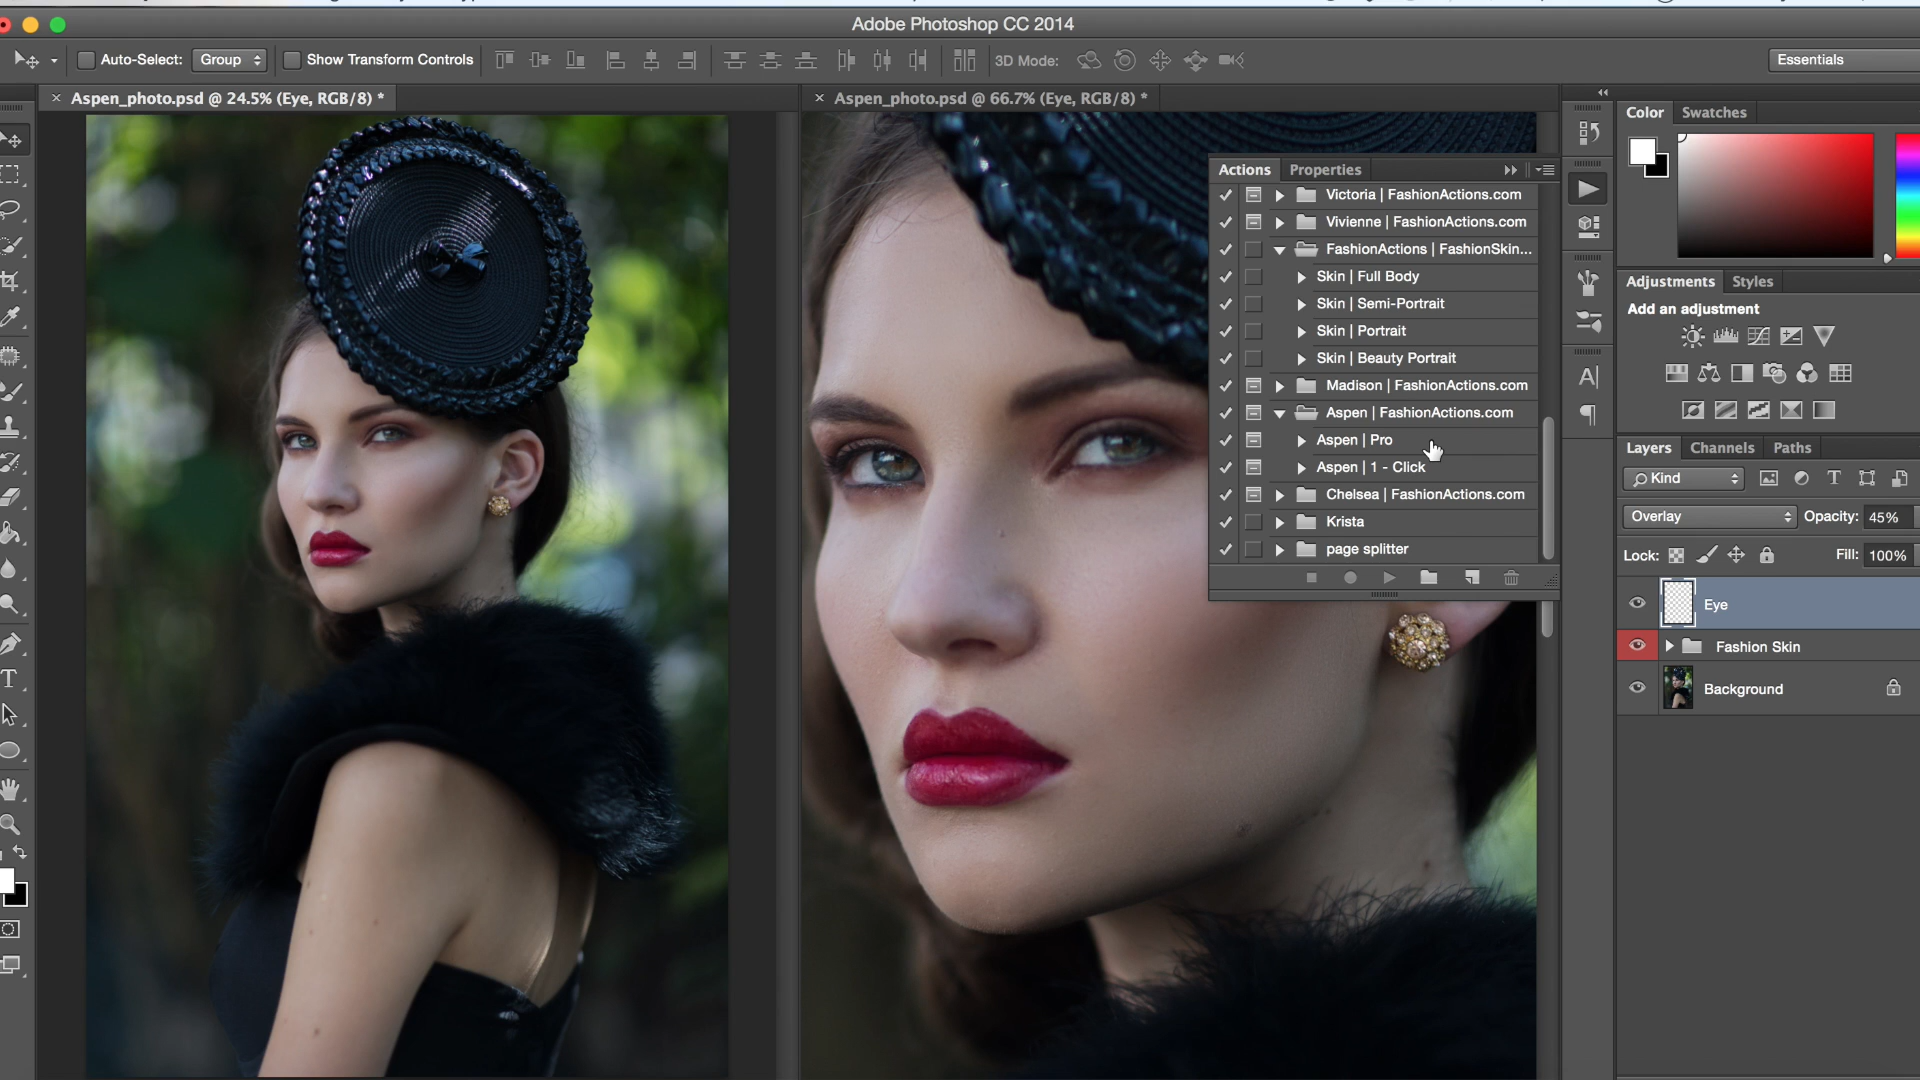 Adobe Photoshop CC 2014
Auto-Select: Group Show Transform Controls 3D Mode: Essentials
Aspen_photo.psd @ 24.5% (Eye, RGB/8) * Aspen_photo.psd @ 66.7% (Eye, RGB/8) *
Color Swatches
Actions Properties
Victoria | FashionActions.com
Vivienne | FashionActions.com
FashionActions | FashionSkin...
Skin | Full Body
Skin | Semi-Portrait
Skin | Portrait
Skin | Beauty Portrait
Madison | FashionActions.com
Aspen | FashionActions.com
Aspen | Pro
Aspen | 1 - Click
Chelsea | FashionActions.com
Krista
page splitter
Adjustments Styles
Add an adjustment
Layers Channels Paths
Kind
Overlay Opacity: 45%
Lock: Fill: 100%
Eye
Fashion Skin
Background